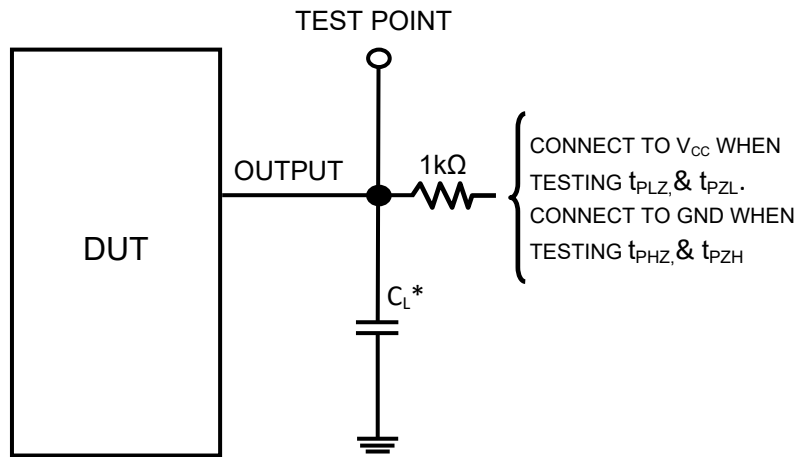 TEST POINT
OUTPUT
1kΩ
CONNECT TO VCC WHEN
TESTING tPLZ,& tPZL.
CONNECT TO GND WHEN
TESTING tPHZ,& tPZH
DUT
CL*